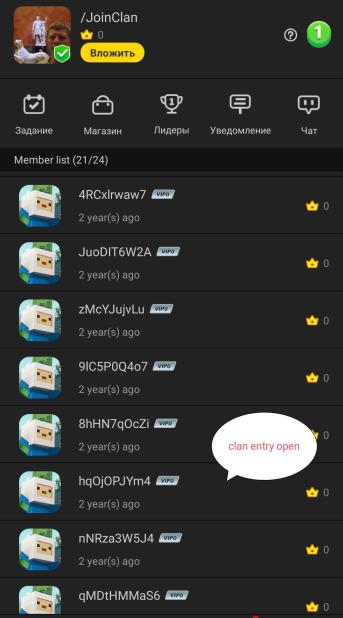 /JoinClan
0
Вложить
1
Задание
Магазин
Лидеры
Уведомление
Чат
Member list (21/24)
4RCxlrwaw7 VIP0
2 year(s) ago
0
JuoDIT6W2A VIP0
2 year(s) ago
0
zMcYJujvLu VIP0
2 year(s) ago
0
9lC5P0Q4o7 VIP0
2 year(s) ago
0
8hHN7qOcZi VIP0
2 year(s) ago
0
clan entry open
hqOjOPJYm4 VIP0
2 year(s) ago
0
nNRza3W5J4 VIP0
2 year(s) ago
0
qMDtHMMaS6 VIP0
0